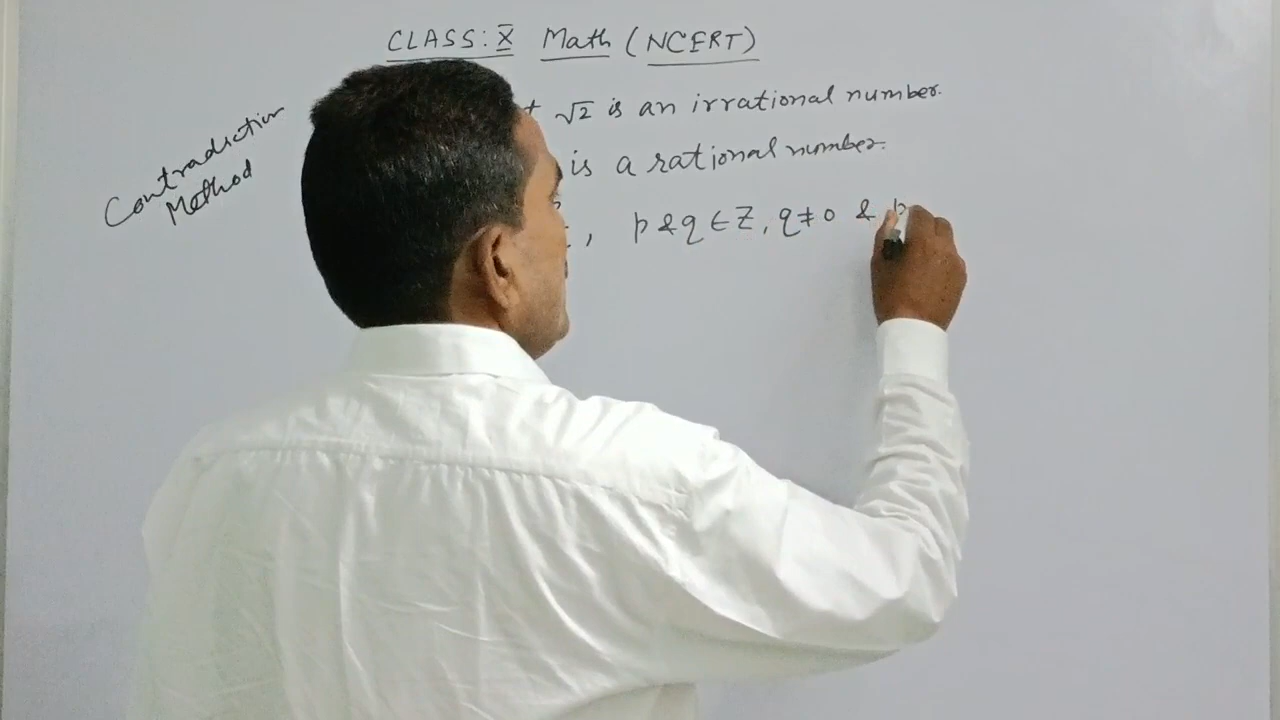 CLASS: X Math (NCERT)
√2 is an irrational number.
is a rational number.
, p & q ∈ Z, q ≠ 0 & p
Contradiction
Method